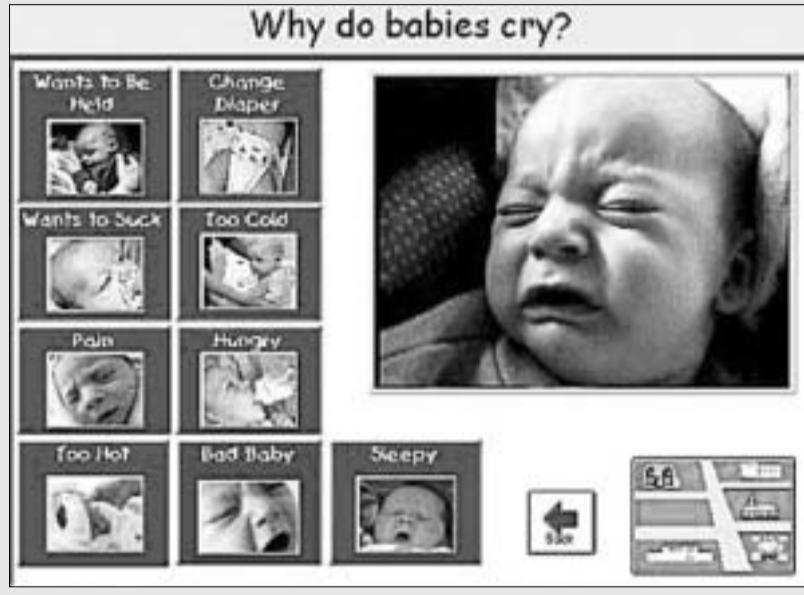 Why do babies cry?
Wants to Be
Held
Change
Diaper
Wants to Suck
Too Cold
Pain
Hungry
Too Hot
Bad Baby
Sleepy
Back